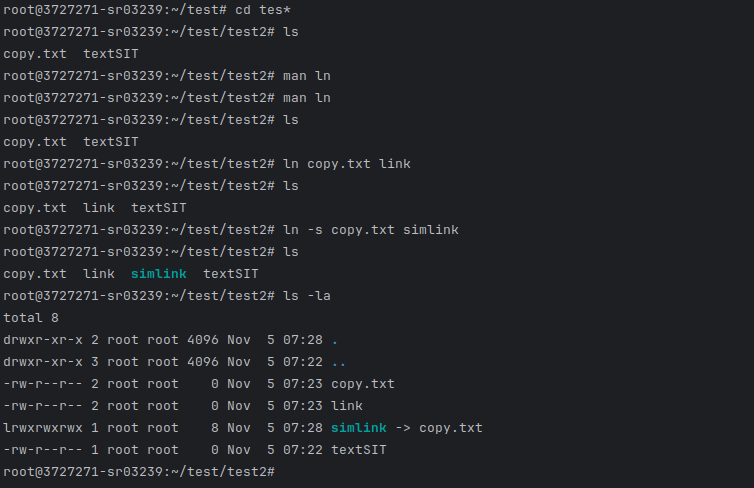 root@3727271-sr03239:~/test# cd tes*
root@3727271-sr03239:~/test/test2# ls
copy.txt  textSIT
root@3727271-sr03239:~/test/test2# man ln
root@3727271-sr03239:~/test/test2# man ln
root@3727271-sr03239:~/test/test2# ls
copy.txt  textSIT
root@3727271-sr03239:~/test/test2# ln copy.txt link
root@3727271-sr03239:~/test/test2# ls
copy.txt  link  textSIT
root@3727271-sr03239:~/test/test2# ln -s copy.txt simlink
root@3727271-sr03239:~/test/test2# ls
copy.txt  link  simlink  textSIT
root@3727271-sr03239:~/test/test2# ls -la
total 8
drwxr-xr-x 2 root root 4096 Nov  5 07:28 .
drwxr-xr-x 3 root root 4096 Nov  5 07:22 ..
-rw-r--r-- 2 root root    0 Nov  5 07:23 copy.txt
-rw-r--r-- 2 root root    0 Nov  5 07:23 link
lrwxrwxrwx 1 root root    8 Nov  5 07:28 simlink -> copy.txt
-rw-r--r-- 1 root root    0 Nov  5 07:22 textSIT
root@3727271-sr03239:~/test/test2#